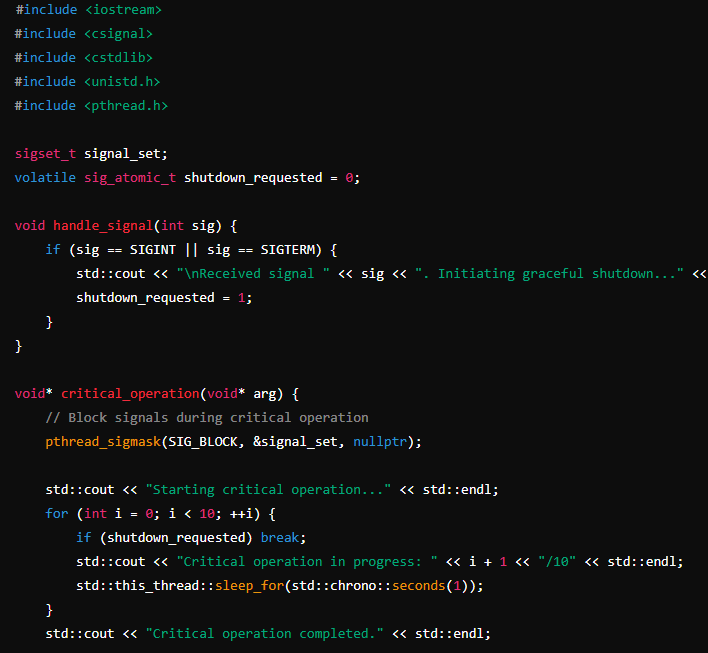 #include <iostream>
#include <csignal>
#include <cstdlib>
#include <unistd.h>
#include <pthread.h>
sigset_t signal_set;
volatile sig_atomic_t shutdown_requested = 0;
void handle_signal(int sig) {
    if (sig == SIGINT || sig == SIGTERM) {
        std::cout << "\nReceived signal " << sig << ". Initiating graceful shutdown..." <<
        shutdown_requested = 1;
    }
}
void* critical_operation(void* arg) {
    // Block signals during critical operation
    pthread_sigmask(SIG_BLOCK, &signal_set, nullptr);
    std::cout << "Starting critical operation..." << std::endl;
    for (int i = 0; i < 10; ++i) {
        if (shutdown_requested) break;
        std::cout << "Critical operation in progress: " << i + 1 << "/10" << std::endl;
        std::this_thread::sleep_for(std::chrono::seconds(1));
    }
    std::cout << "Critical operation completed." << std::endl;